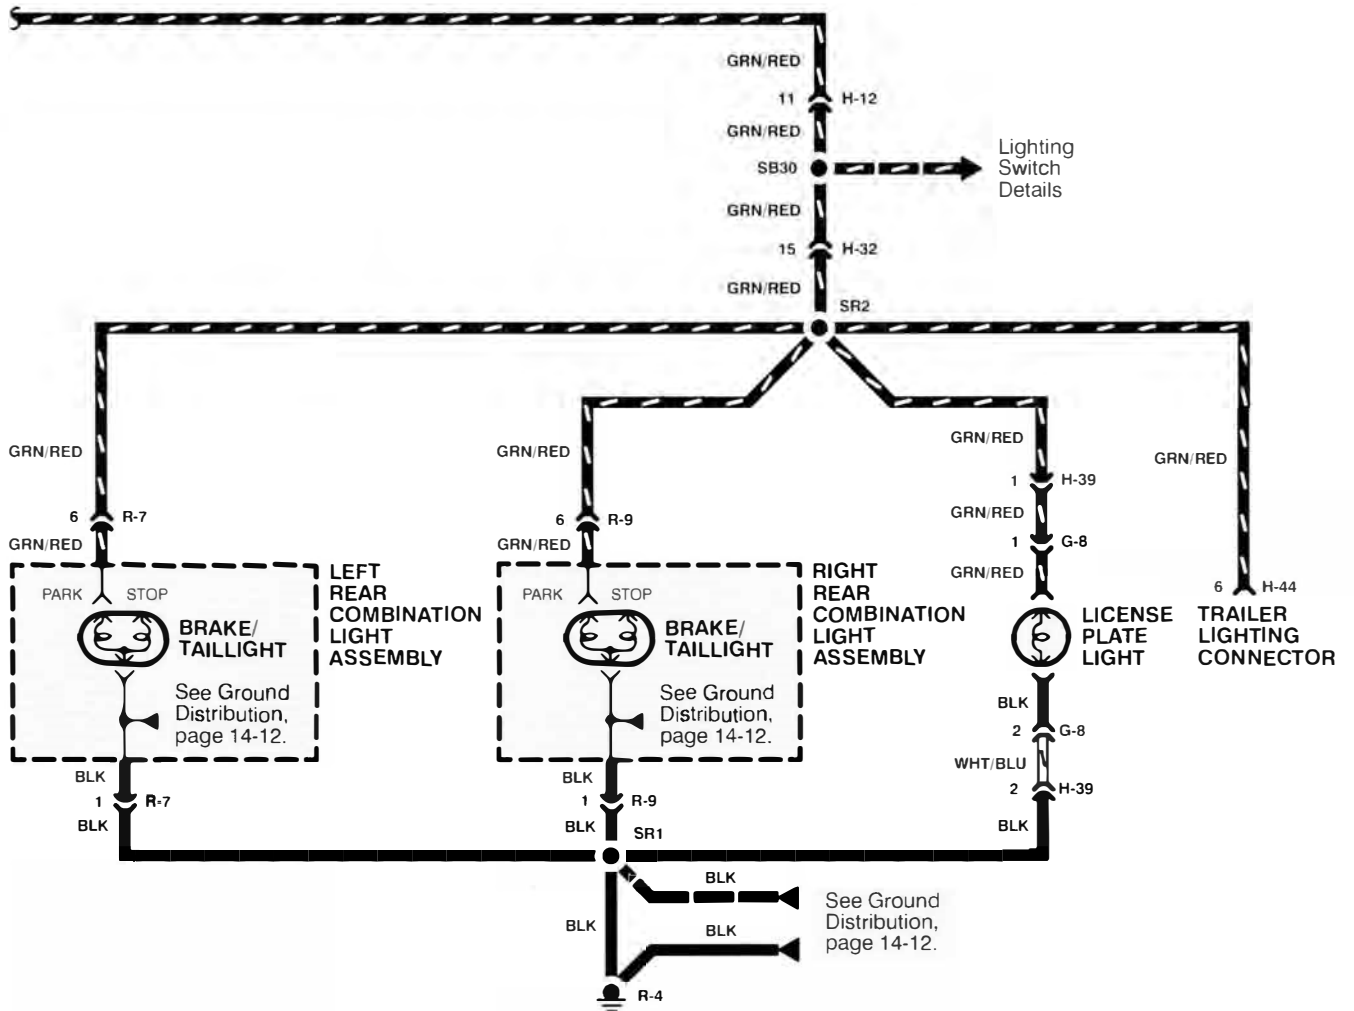 GRN/RED
11 H-12
GRN/RED
SB30
Lighting
Switch
Details
GRN/RED
15 H-32
GRN/RED
SR2
GRN/RED
6 R-7
GRN/RED
PARK STOP
BRAKE/
TAILLIGHT
See Ground
Distribution,
page 14-12.
LEFT
REAR
COMBINATION
LIGHT
ASSEMBLY
BLK
1 R-7
BLK
GRN/RED
6 R-9
GRN/RED
PARK STOP
BRAKE/
TAILLIGHT
See Ground
Distribution,
page 14-12.
RIGHT
REAR
COMBINATION
LIGHT
ASSEMBLY
BLK
1 R-9
BLK
SR1
GRN/RED
1 H-39
GRN/RED
1 G-8
GRN/RED
LICENSE
PLATE
LIGHT
BLK
2 G-8
WHT/BLU
2 H-39
BLK
GRN/RED
6 H-44
TRAILER
LIGHTING
CONNECTOR
BLK
BLK
BLK
See Ground
Distribution,
page 14-12.
R-4